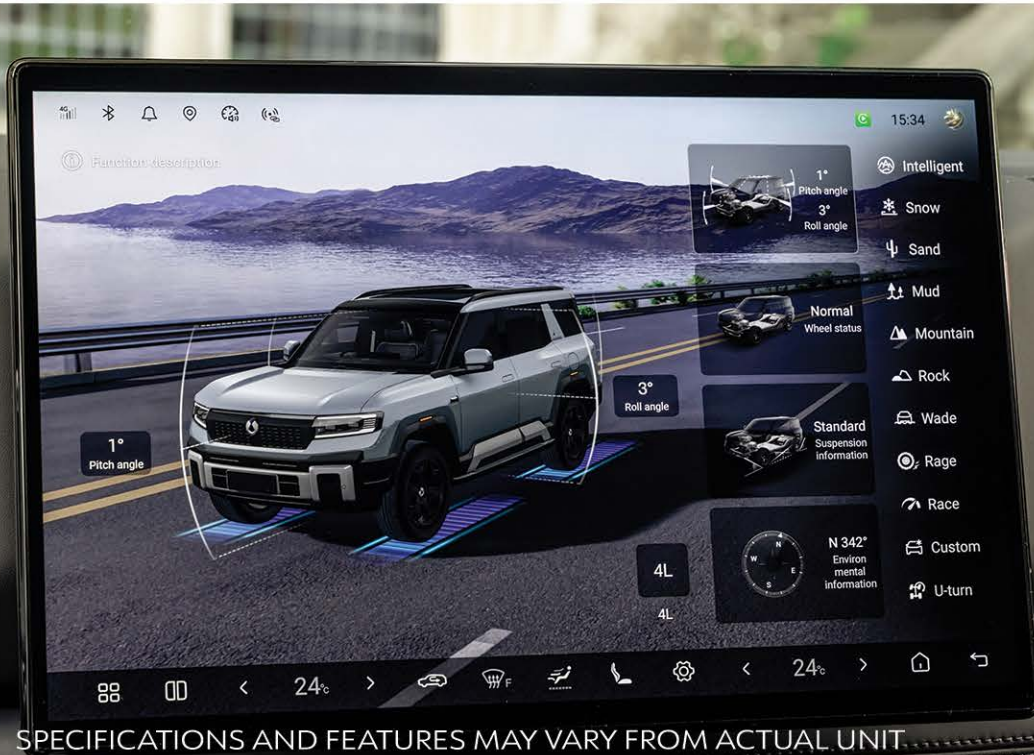 4G
15:34
Function description
1°
Pitch angle
3°
Roll angle
Intelligent
Snow
Sand
Mud
Normal
Wheel status
Mountain
3°
Roll angle
Rock
1°
Pitch angle
Standard
Suspension
information
Wade
Rage
Race
N
W
E
S
N 342°
Environ
mental
information
Custom
U-turn
4L
4L
24°c
F
24°c
SPECIFICATIONS AND FEATURES MAY VARY FROM ACTUAL UNIT